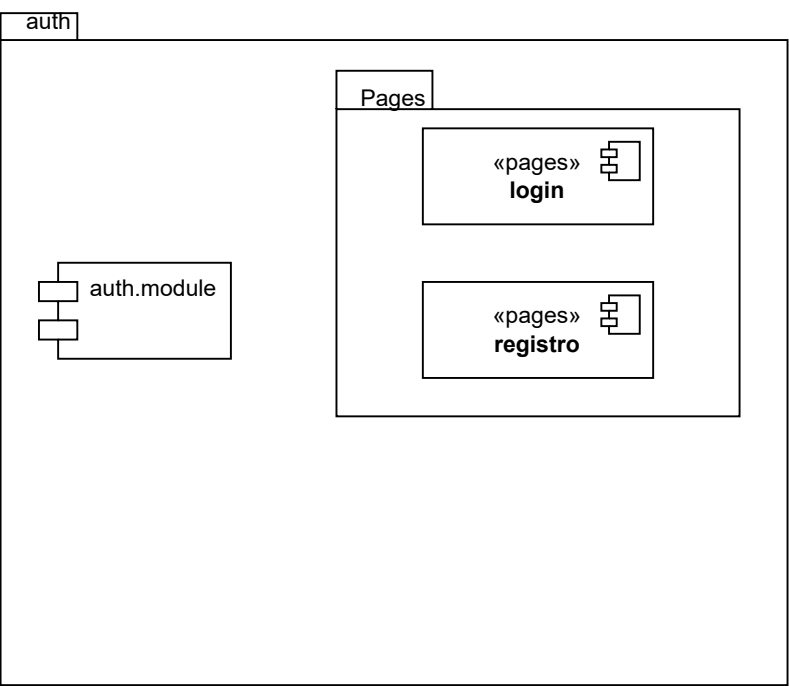 auth
Pages
«pages»
login
auth.module
«pages»
registro